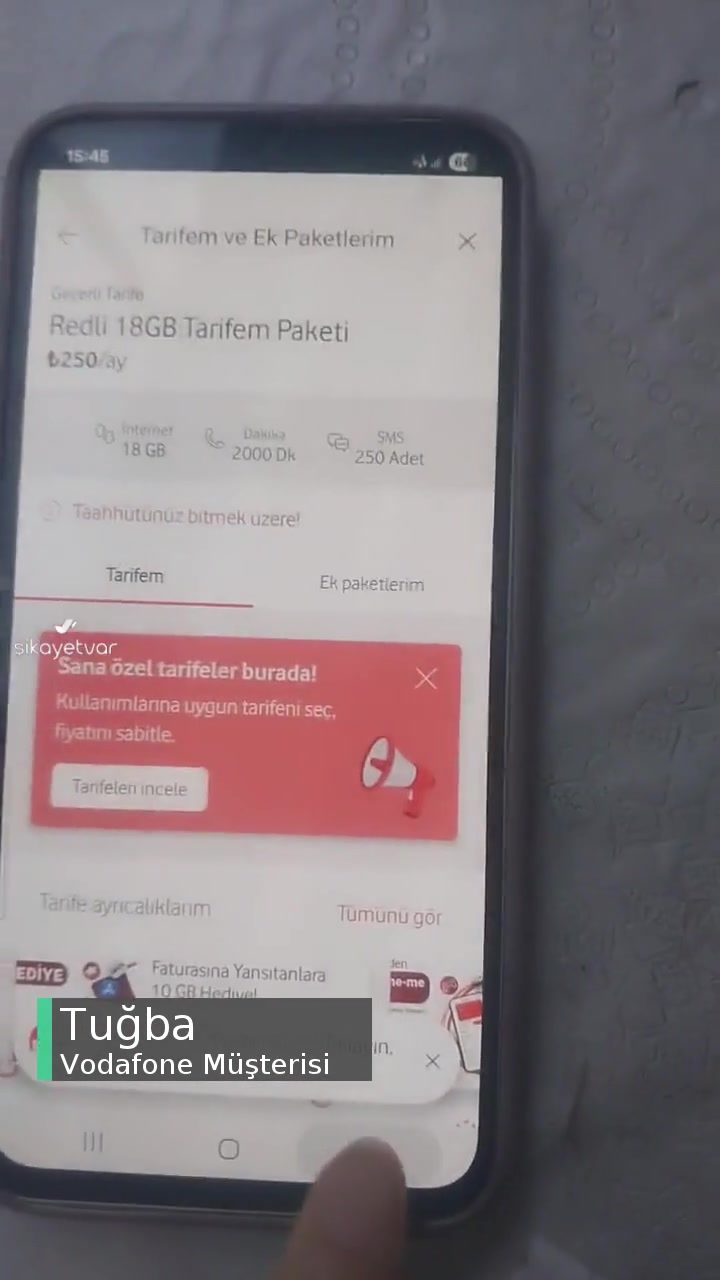 15:45
66
Tarifem ve Ek Paketlerim
Geçerli Tarife
Redli 18GB Tarifem Paketi
₺250/ay
İnternet
18 GB
Dakika
2000 Dk
SMS
250 Adet
Taahhütünüz bitmek üzere!
Tarifem
Ek paketlerim
şikayetvar
Sana özel tarifeler burada!
Kullanımlarına uygun tarifeni seç,
fiyatını sabitle.
Tarifeleri incele
Tarife ayrıcalıklarım
Tümünü gör
EDİYE
Faturasına Yansıtanlara
10 GB Hediye!
Tuğba
Vodafone Müşterisi